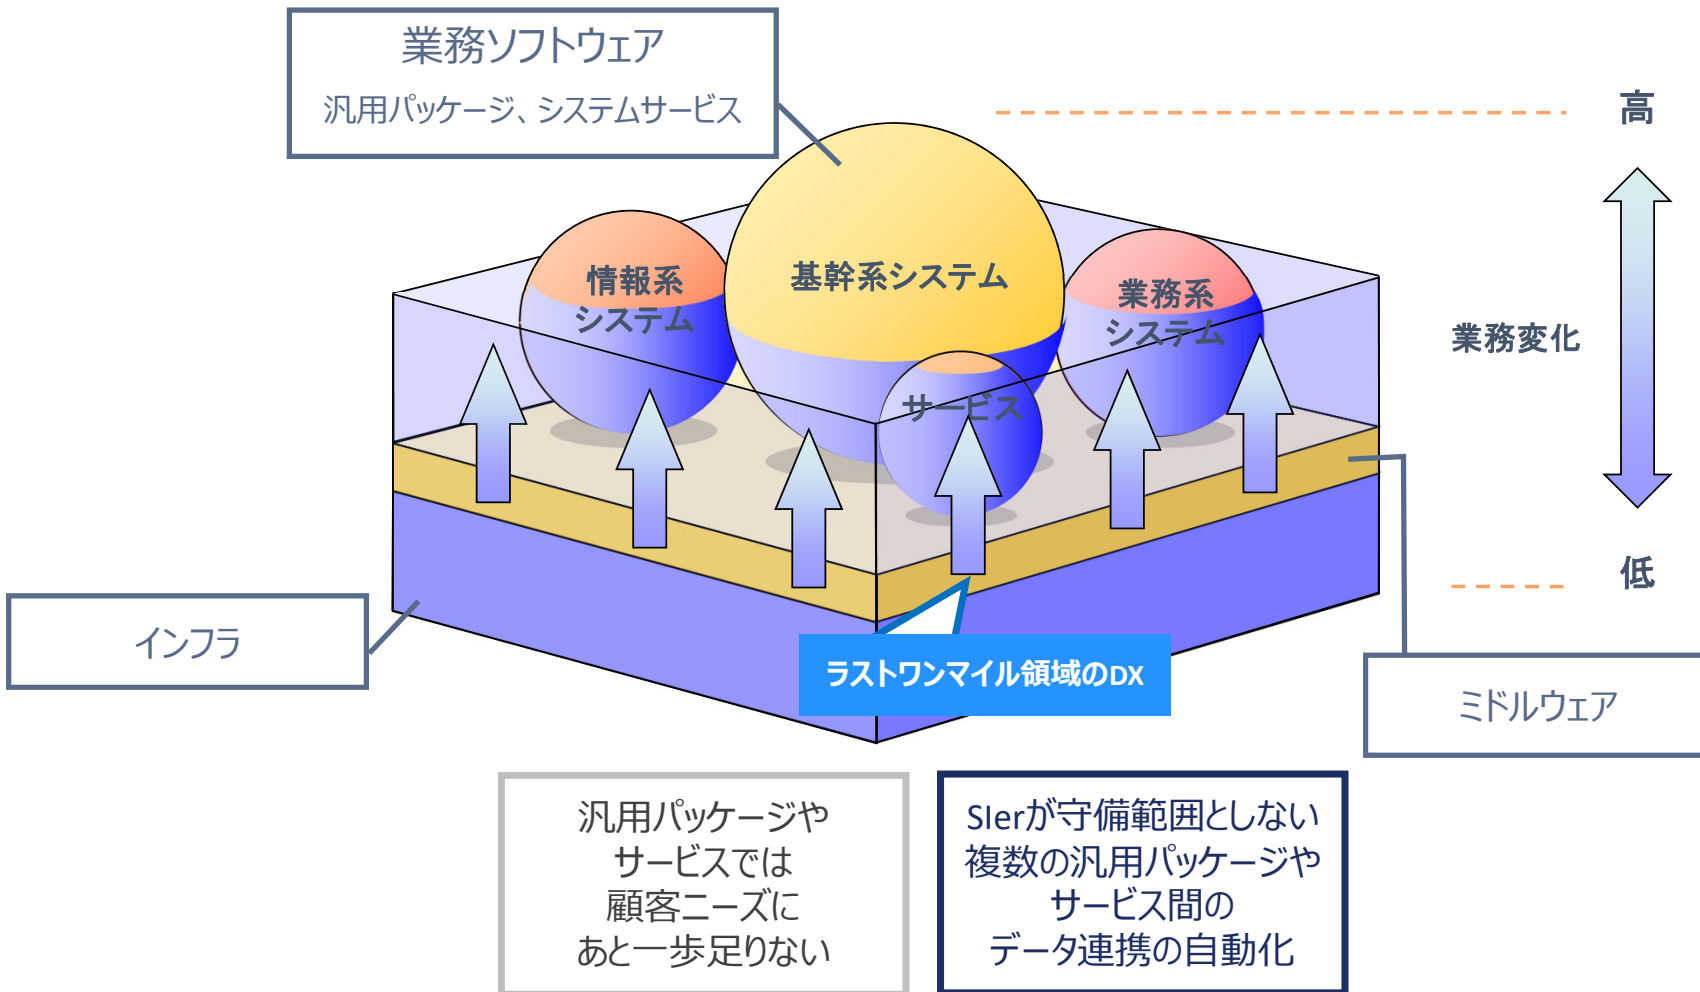 業務ソフトウェア
汎用パッケージ、システムサービス
高
情報系
システム
基幹系システム
業務系
システム
業務変化
サービス
低
インフラ
ラストワンマイル領域のDX
ミドルウェア
汎用パッケージや
サービスでは
顧客ニーズに
あと一歩足りない
SIerが守備範囲としない
複数の汎用パッケージや
サービス間の
データ連携の自動化